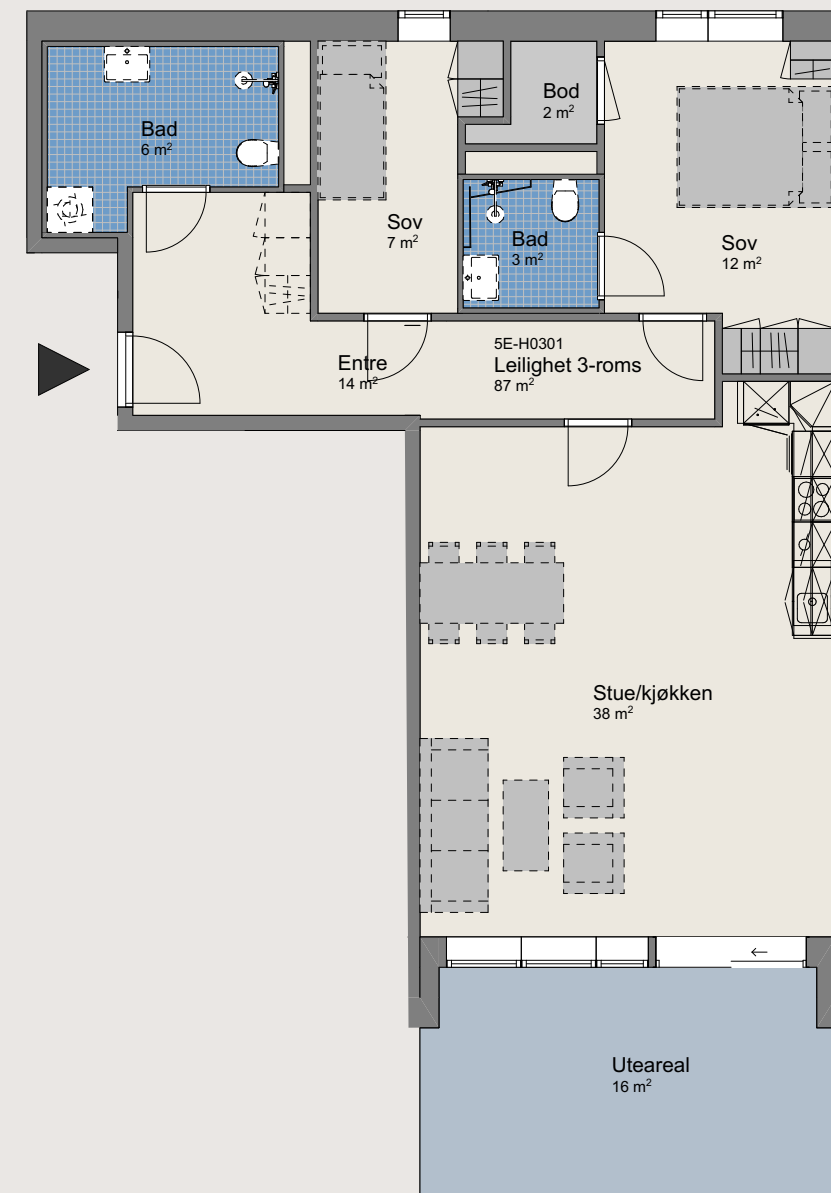 Bod
2 m²
Bad
6 m²
Sov
7 m²
Bad
3 m²
Sov
12 m²
5E-H0301
Entre
14 m²
Leilighet 3-roms
87 m²
Stue/kjøkken
38 m²
Uteareal
16 m²